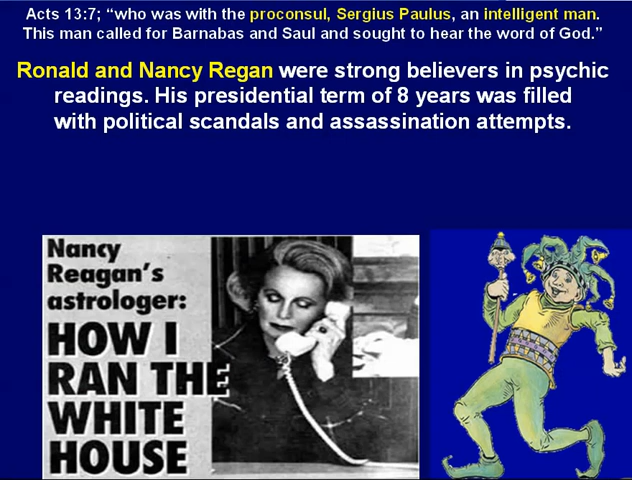 Acts 13:7; “who was with the proconsul, Sergius Paulus, an intelligent man.
This man called for Barnabas and Saul and sought to hear the word of God.”
Ronald and Nancy Regan were strong believers in psychic
readings. His presidential term of 8 years was filled
with political scandals and assassination attempts.
Nancy
Reagan's
astrologer:
HOW I
RAN THE
WHITE
HOUSE